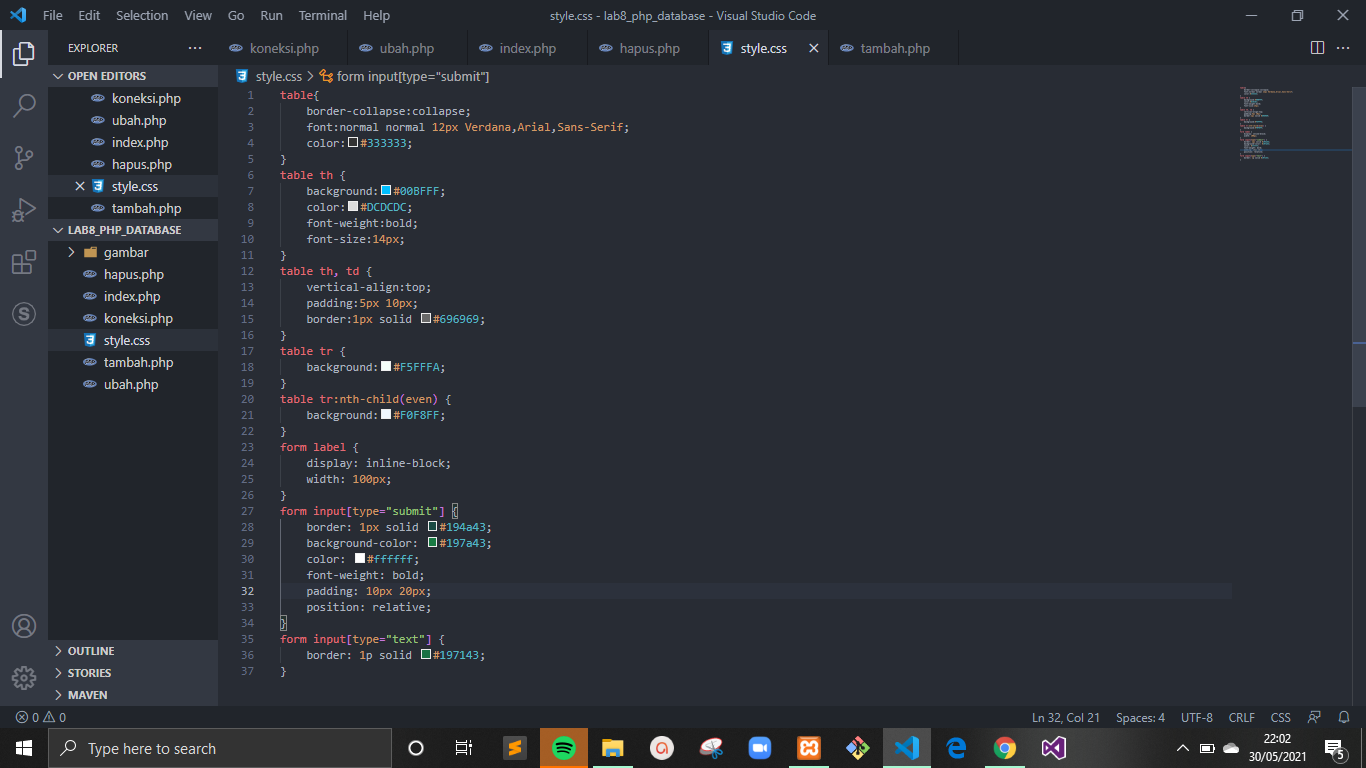 File Edit Selection View Go Run Terminal Help style.css - lab8_php_database - Visual Studio Code
EXPLORER
koneksi.php ubah.php index.php hapus.php style.css tambah.php
OPEN EDITORS
koneksi.php
ubah.php
index.php
hapus.php
style.css
tambah.php
LAB8_PHP_DATABASE
gambar
hapus.php
index.php
koneksi.php
style.css
tambah.php
ubah.php
OUTLINE
STORIES
MAVEN
style.css > form input[type="submit"]
1 table{
2 border-collapse:collapse;
3 font:normal normal 12px Verdana,Arial,Sans-Serif;
4 color:#333333;
5 }
6 table th {
7 background:#00BFFF;
8 color:#DCDCDC;
9 font-weight:bold;
10 font-size:14px;
11 }
12 table th, td {
13 vertical-align:top;
14 padding:5px 10px;
15 border:1px solid #696969;
16 }
17 table tr {
18 background:#F5FFFA;
19 }
20 table tr:nth-child(even) {
21 background:#F0F8FF;
22 }
23 form label {
24 display: inline-block;
25 width: 100px;
26 }
27 form input[type="submit"] {
28 border: 1px solid #194a43;
29 background-color: #197a43;
30 color: #ffffff;
31 font-weight: bold;
32 padding: 10px 20px;
33 position: relative;
34 }
35 form input[type="text"] {
36 border: 1p solid #197143;
37 }
0 0 Ln 32, Col 21 Spaces: 4 UTF-8 CRLF CSS
Type here to search
22:02
30/05/2021
5